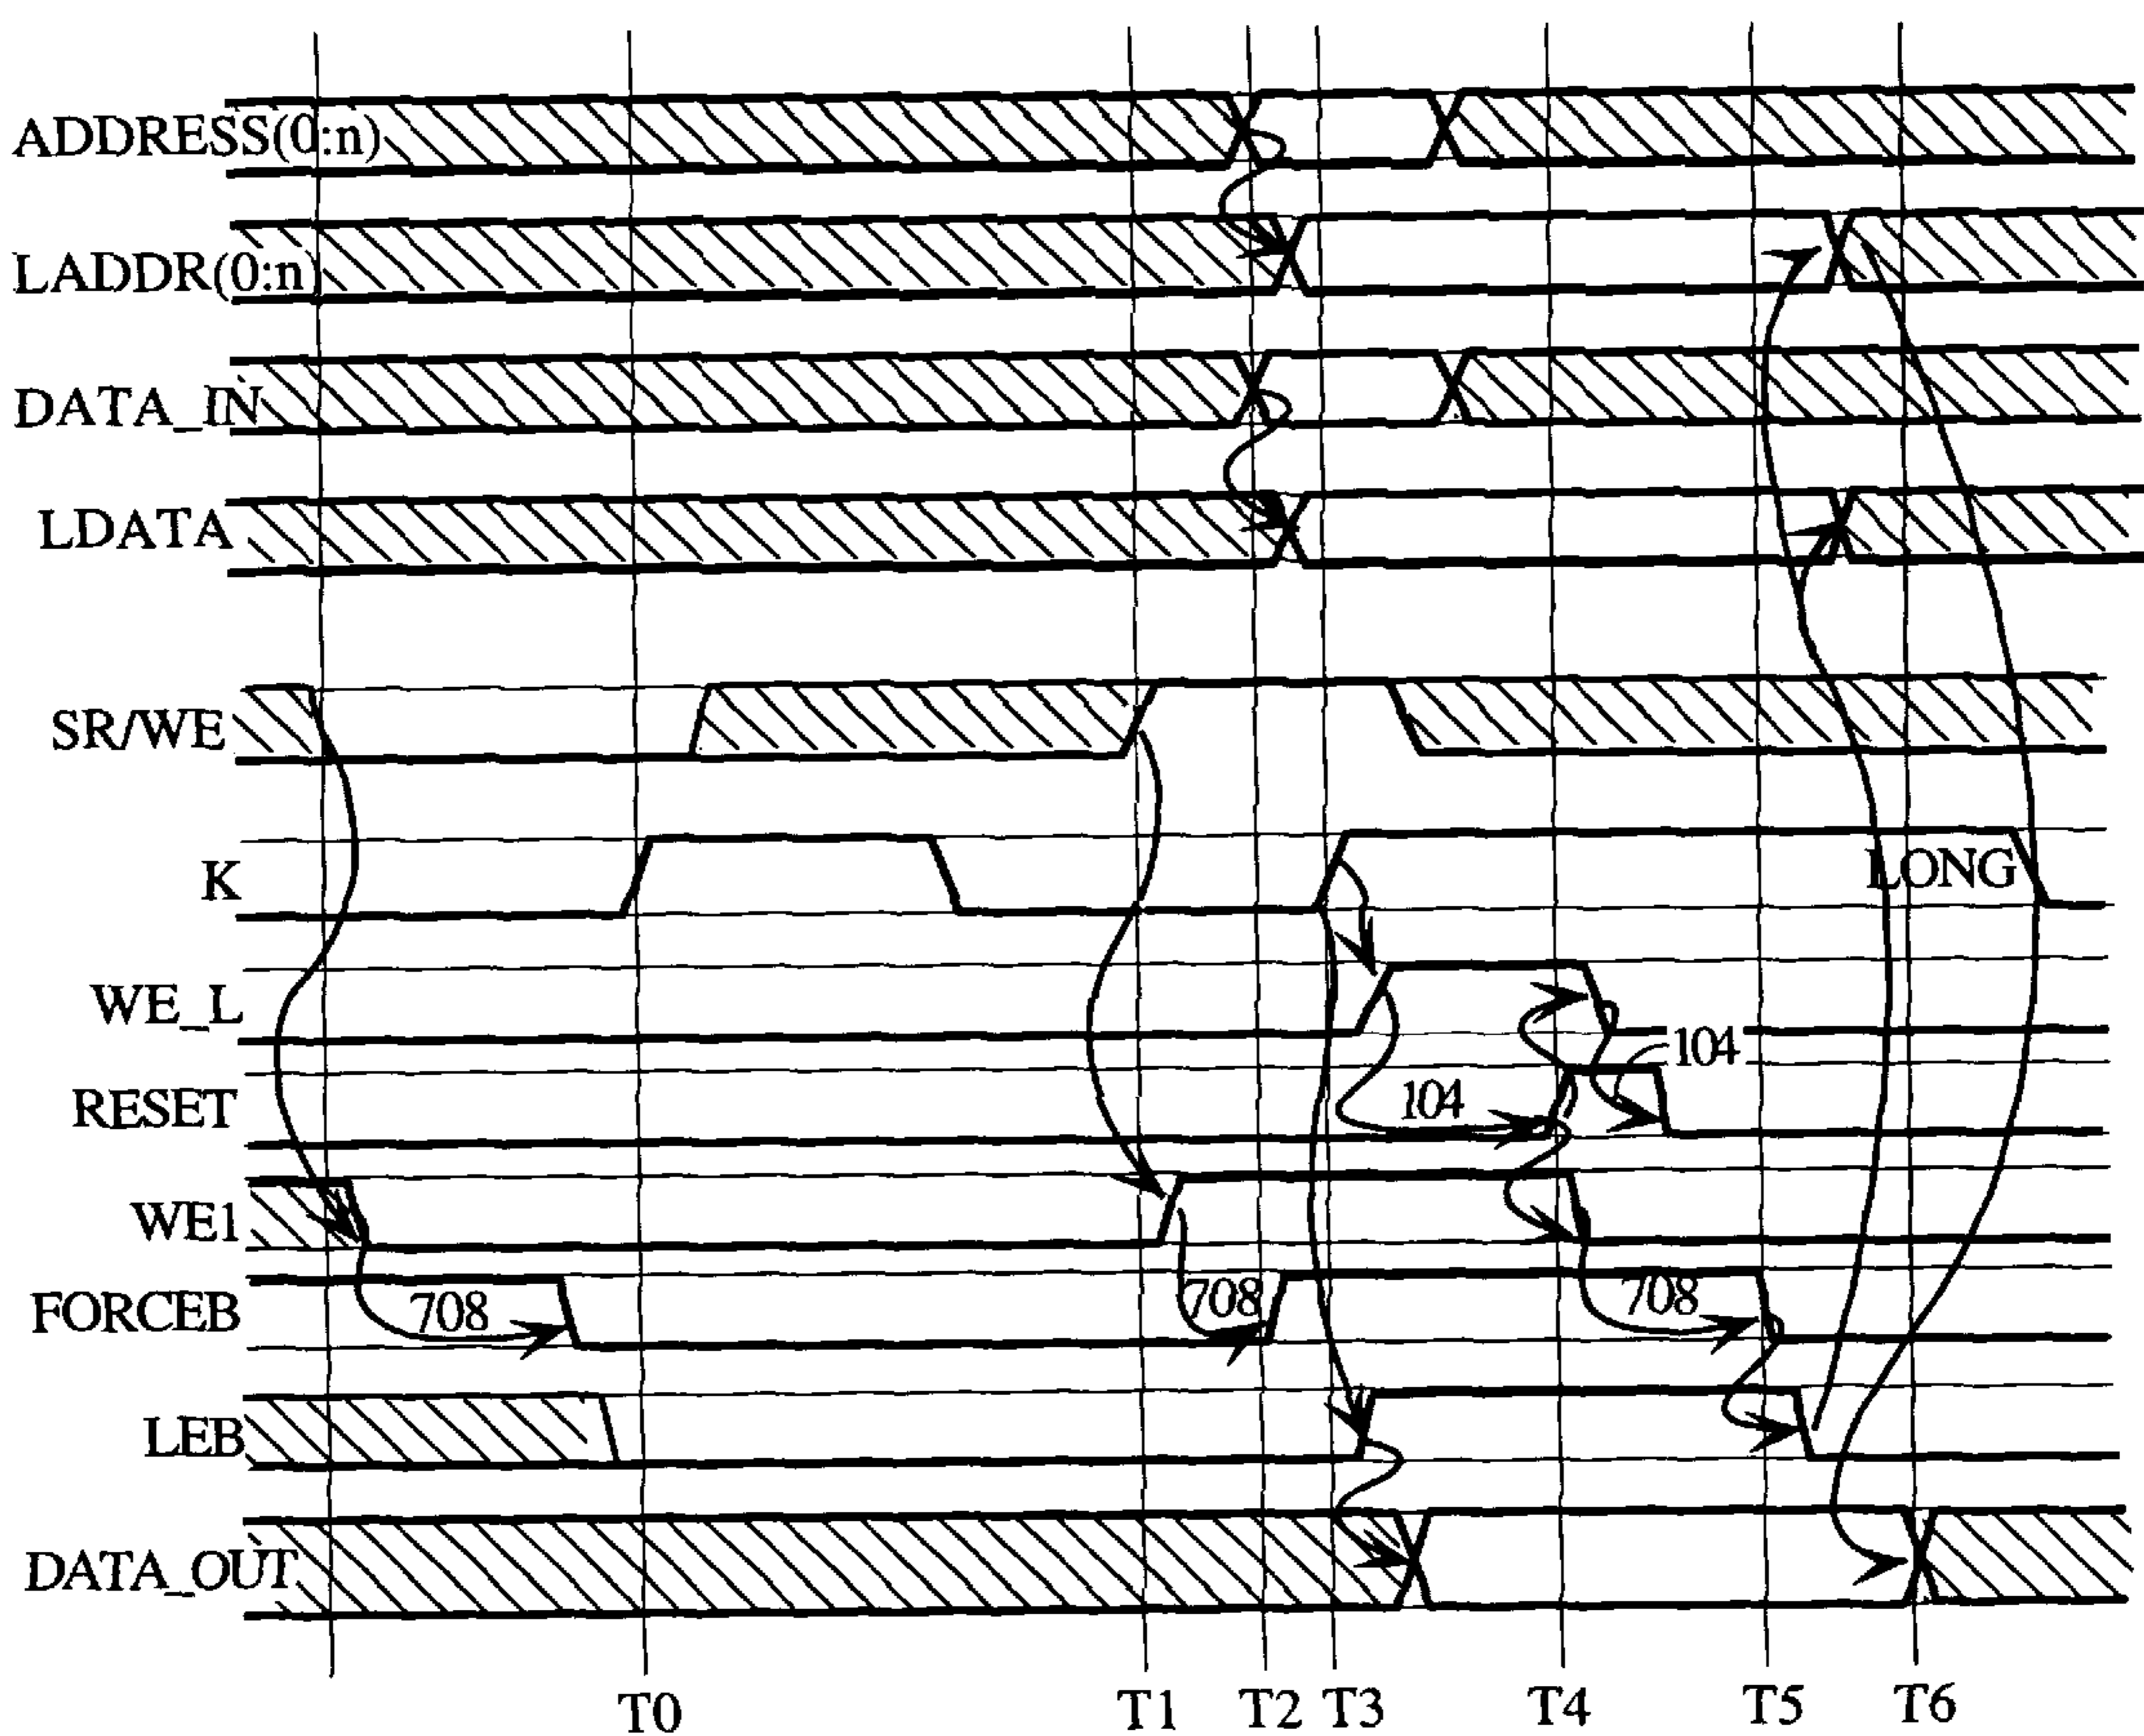 ADDRESS(0:n)
LADDR(0:n)
DATA_IN
LDATA
SR/WE
K
LONG
WE_L
104
RESET
104
WE1
FORCEB
708
708
708
LEB
DATA_OUT
T0
T1
T2
T3
T4
T5
T6